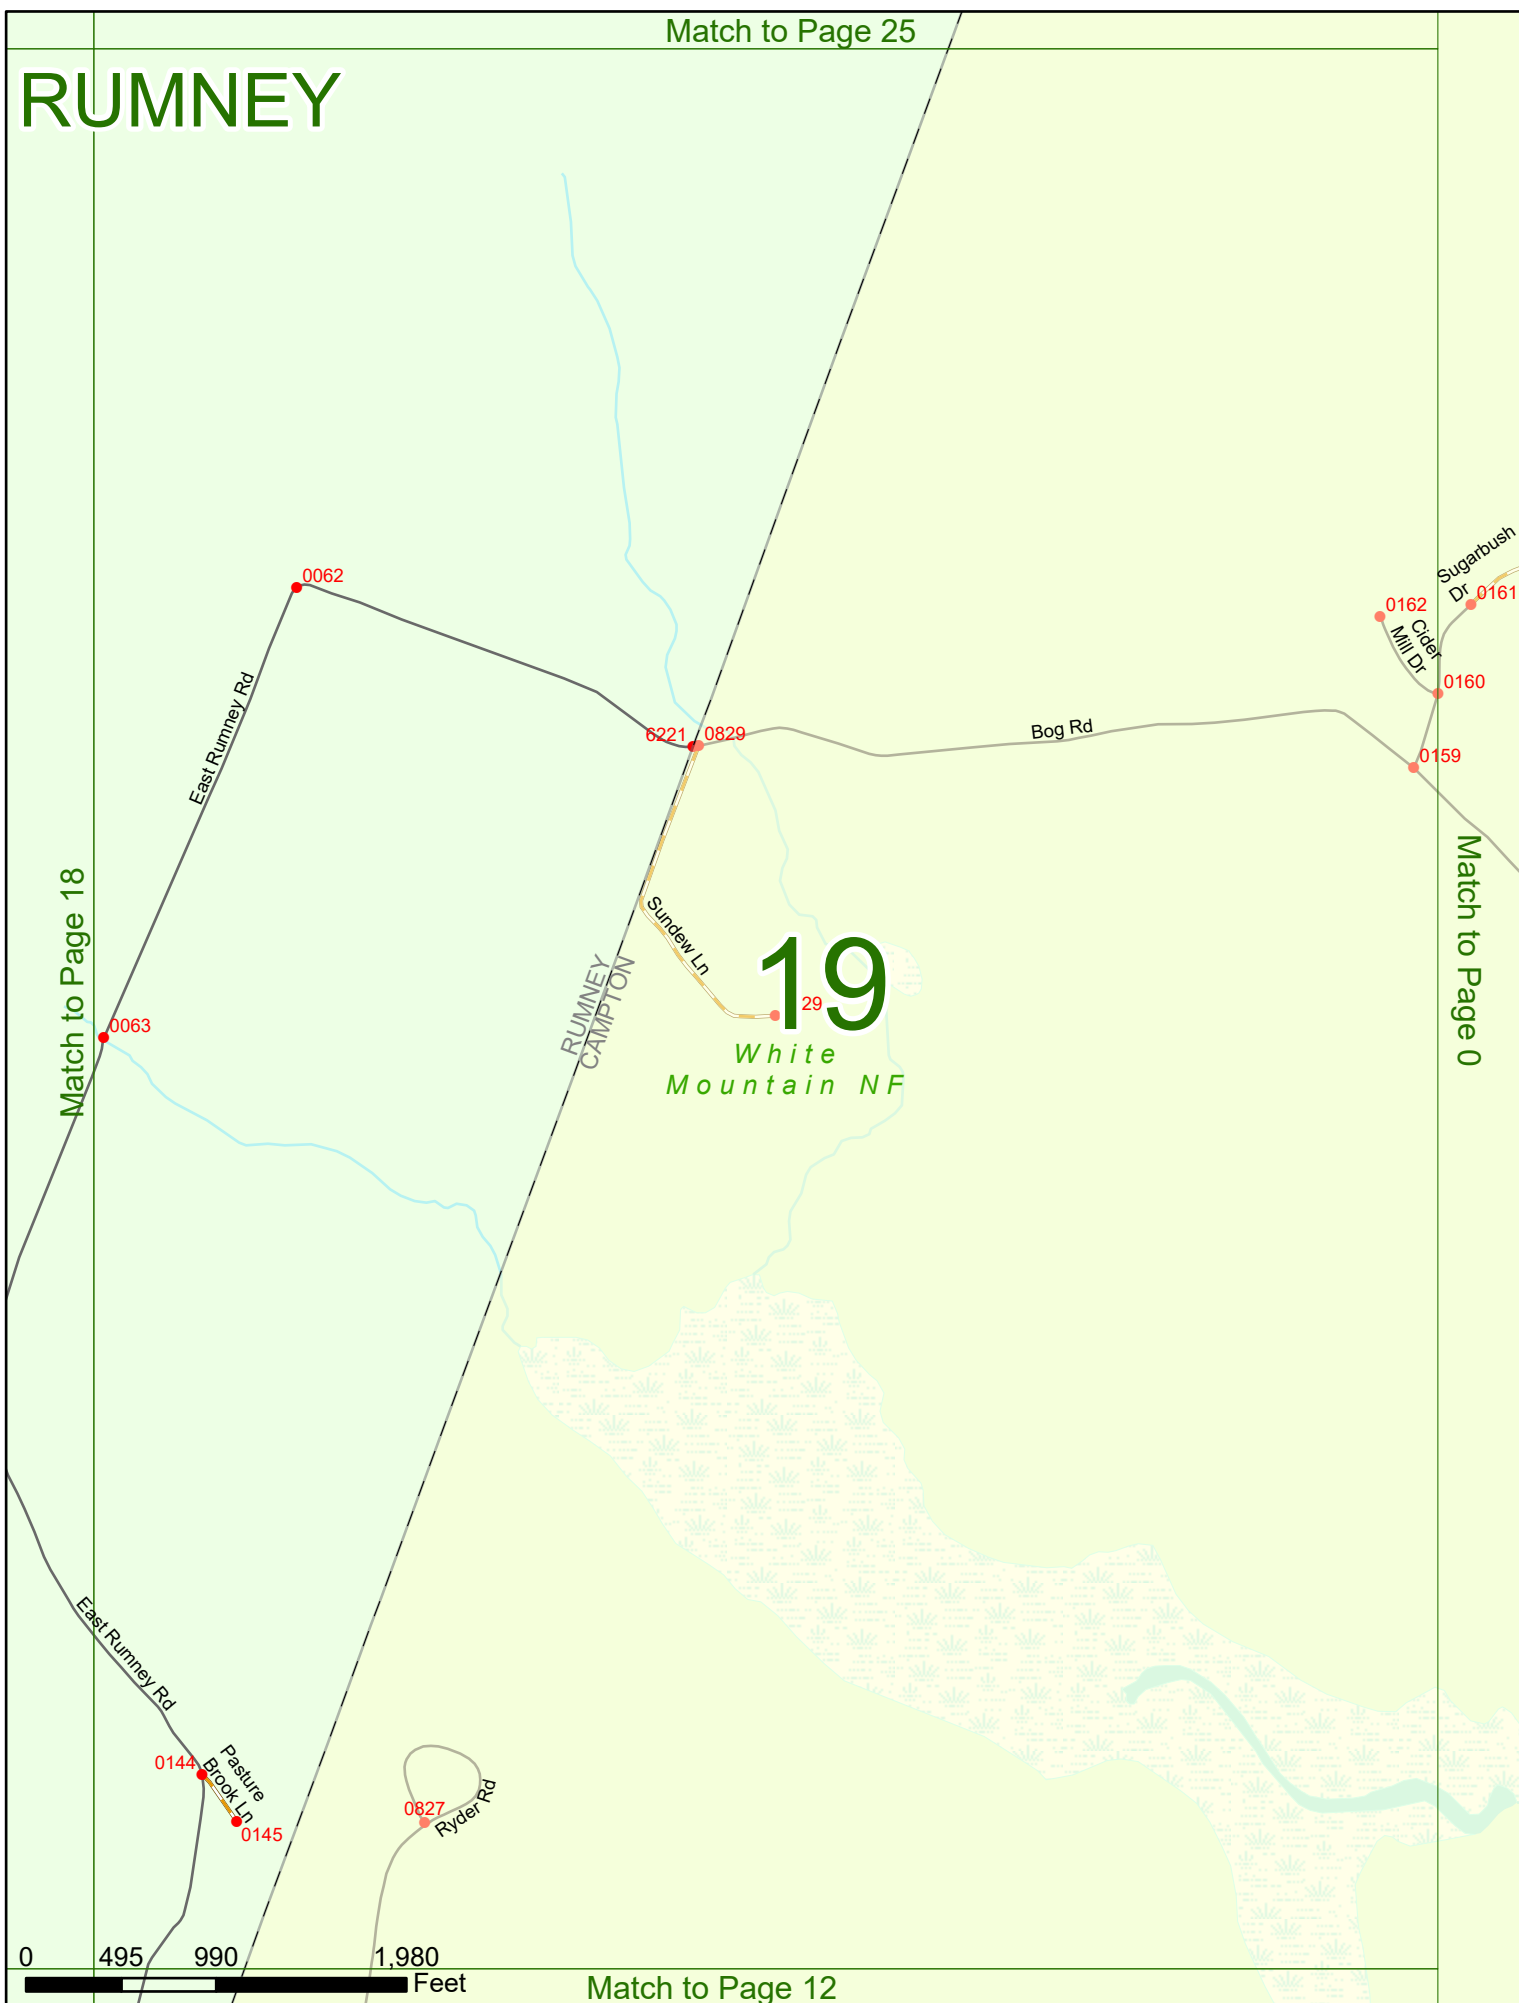 Match to Page 25
RUMNEY
0062
East Rumney Rd
6221
0829
Bog Rd
Sugarbush
Dr
0161
0162
Cider
Mill Dr
0160
0159
Match to Page 18
Match to Page 0
0063
Sundew Ln
RUMNEY
CAMPTON
19
29
White
Mountain NF
East Rumney Rd
0144
Pasture
Brook Ln
0145
0827
Ryder Rd
0 495 990 1,980
Feet
Match to Page 12